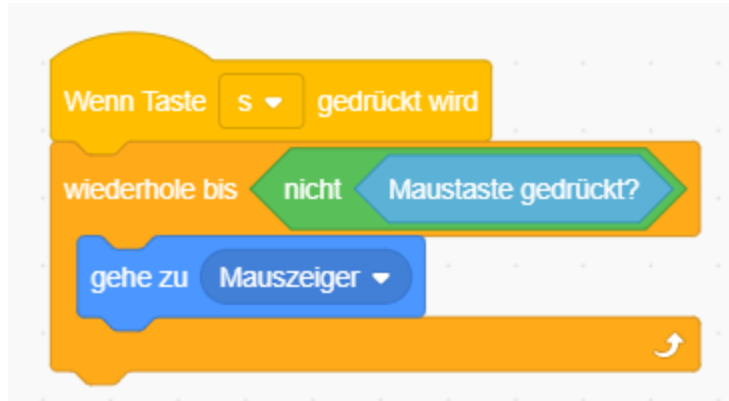 Wenn Taste s gedrückt wird
wiederhole bis nicht Maustaste gedrückt?
gehe zu Mauszeiger